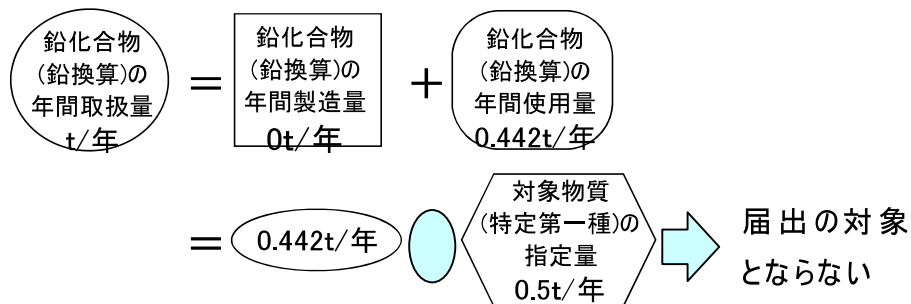 鉛化合物
(鉛換算)の
年間取扱量
t/年
=
鉛化合物
(鉛換算)の
年間製造量
0t/年
+
鉛化合物
(鉛換算)の
年間使用量
0.442t/年
=
0.442t/年
対象物質
(特定第一種)の
指定量
0.5t/年
届出の対象
とならない